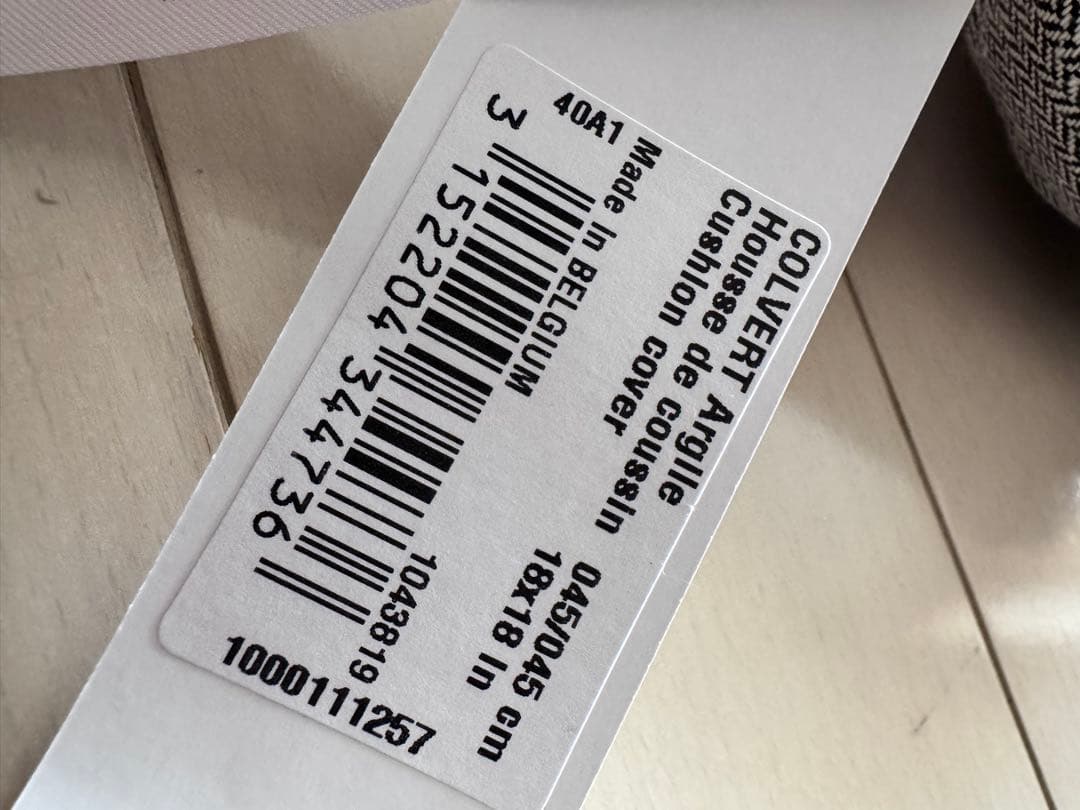 COLVERT Argile
Housse de coussin 045/045 cm
Cushion cover 18x18 in
Made in BELGIUM
40A1
1043819
3 152204 344736
1000111257